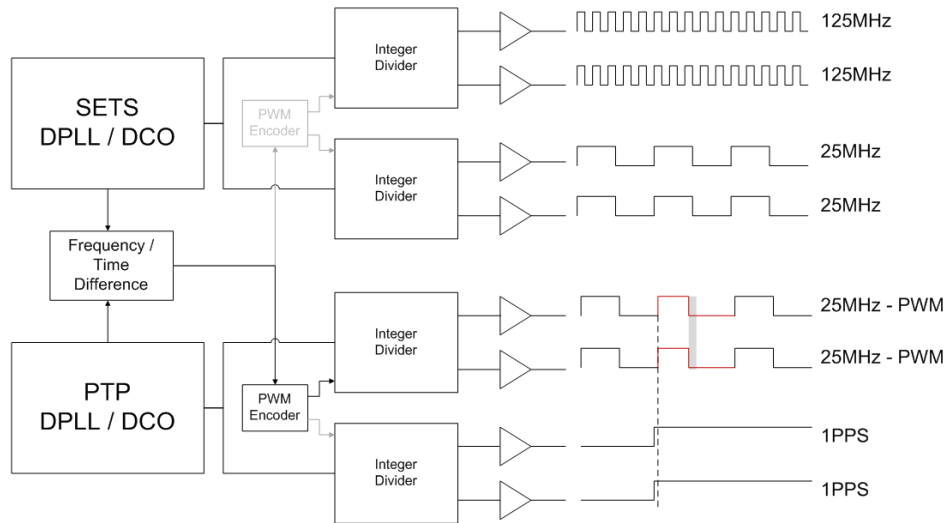 SETS
DPLL / DCO
Frequency /
Time
Difference
PTP
DPLL / DCO
PWM
Encoder
PWM
Encoder
Integer
Divider
Integer
Divider
Integer
Divider
Integer
Divider
125MHz
125MHz
25MHz
25MHz
25MHz - PWM
25MHz - PWM
1PPS
1PPS